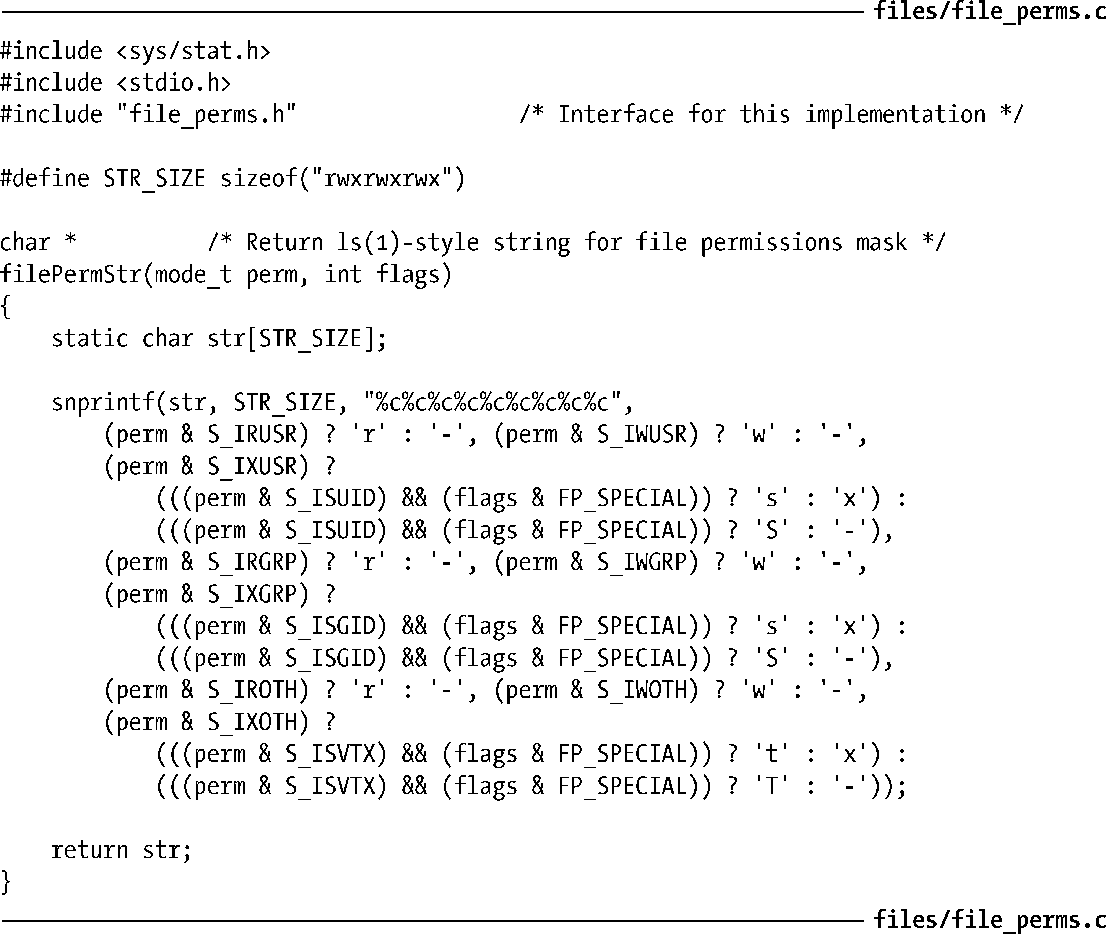 files/file_perms.c
#include <sys/stat.h>
#include <stdio.h>
#include "file_perms.h"                 /* Interface for this implementation */

#define STR_SIZE sizeof("rwxrwxrwx")

char *          /* Return ls(1)-style string for file permissions mask */
filePermStr(mode_t perm, int flags)
{
    static char str[STR_SIZE];

    snprintf(str, STR_SIZE, "%c%c%c%c%c%c%c%c%c",
        (perm & S_IRUSR) ? 'r' : '-', (perm & S_IWUSR) ? 'w' : '-',
        (perm & S_IXUSR) ?
            (((perm & S_ISUID) && (flags & FP_SPECIAL)) ? 's' : 'x') :
            (((perm & S_ISUID) && (flags & FP_SPECIAL)) ? 'S' : '-'),
        (perm & S_IRGRP) ? 'r' : '-', (perm & S_IWGRP) ? 'w' : '-',
        (perm & S_IXGRP) ?
            (((perm & S_ISGID) && (flags & FP_SPECIAL)) ? 's' : 'x') :
            (((perm & S_ISGID) && (flags & FP_SPECIAL)) ? 'S' : '-'),
        (perm & S_IROTH) ? 'r' : '-', (perm & S_IWOTH) ? 'w' : '-',
        (perm & S_IXOTH) ?
            (((perm & S_ISVTX) && (flags & FP_SPECIAL)) ? 't' : 'x') :
            (((perm & S_ISVTX) && (flags & FP_SPECIAL)) ? 'T' : '-'));

    return str;
}
files/file_perms.c